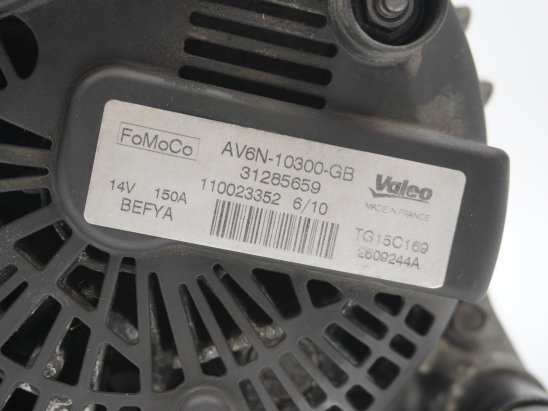 FoMoCo
AV6N-10300-GB
31285659
110023352 6/10
14V 150A
BEFYA
Valeo
MADE IN FRANCE
TG15C169
2609244A